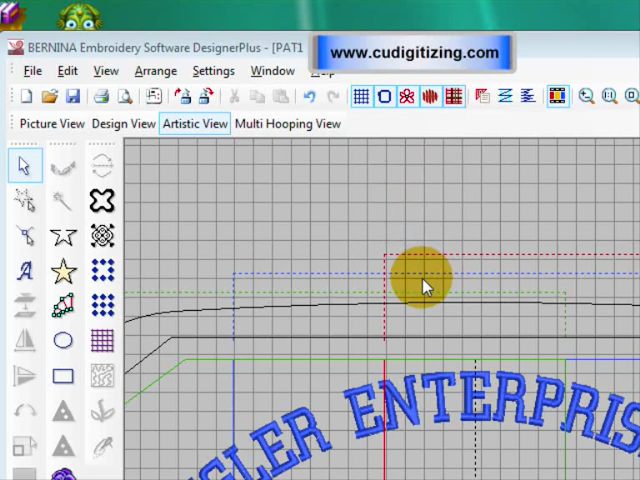 BERNINA Embroidery Software DesignerPlus - [PAT1
www.cudigitizing.com
File Edit View Arrange Settings Window
Picture View Design View Artistic View Multi Hooping View
GLER ENTERPRIS